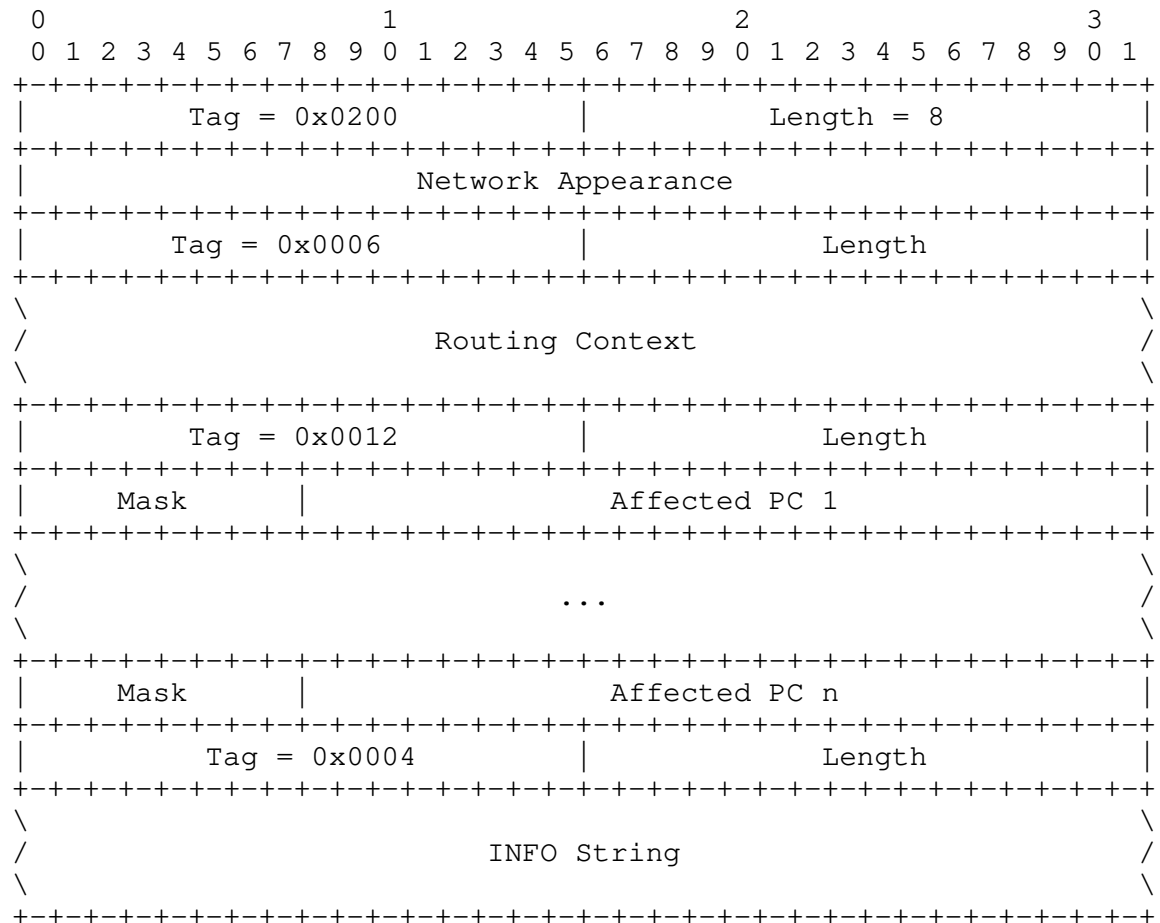 0                   1                   2                   3
 0 1 2 3 4 5 6 7 8 9 0 1 2 3 4 5 6 7 8 9 0 1 2 3 4 5 6 7 8 9 0 1
+-+-+-+-+-+-+-+-+-+-+-+-+-+-+-+-+-+-+-+-+-+-+-+-+-+-+-+-+-+-+-+-+
|         Tag = 0x0200          |          Length = 8           |
+-+-+-+-+-+-+-+-+-+-+-+-+-+-+-+-+-+-+-+-+-+-+-+-+-+-+-+-+-+-+-+-+
|                      Network Appearance                       |
+-+-+-+-+-+-+-+-+-+-+-+-+-+-+-+-+-+-+-+-+-+-+-+-+-+-+-+-+-+-+-+-+
|        Tag = 0x0006           |             Length            |
+-+-+-+-+-+-+-+-+-+-+-+-+-+-+-+-+-+-+-+-+-+-+-+-+-+-+-+-+-+-+-+-+
\                                                               \
/                       Routing Context                         /
\                                                               \
+-+-+-+-+-+-+-+-+-+-+-+-+-+-+-+-+-+-+-+-+-+-+-+-+-+-+-+-+-+-+-+-+
|         Tag = 0x0012          |             Length            |
+-+-+-+-+-+-+-+-+-+-+-+-+-+-+-+-+-+-+-+-+-+-+-+-+-+-+-+-+-+-+-+-+
|     Mask      |                 Affected PC 1                 |
+-+-+-+-+-+-+-+-+-+-+-+-+-+-+-+-+-+-+-+-+-+-+-+-+-+-+-+-+-+-+-+-+
\                                                               \
/                              ...                              /
\                                                               \
+-+-+-+-+-+-+-+-+-+-+-+-+-+-+-+-+-+-+-+-+-+-+-+-+-+-+-+-+-+-+-+-+
|     Mask      |                 Affected PC n                 |
+-+-+-+-+-+-+-+-+-+-+-+-+-+-+-+-+-+-+-+-+-+-+-+-+-+-+-+-+-+-+-+-+
|          Tag = 0x0004         |             Length            |
+-+-+-+-+-+-+-+-+-+-+-+-+-+-+-+-+-+-+-+-+-+-+-+-+-+-+-+-+-+-+-+-+
\                                                               \
/                          INFO String                          /
\                                                               \
+-+-+-+-+-+-+-+-+-+-+-+-+-+-+-+-+-+-+-+-+-+-+-+-+-+-+-+-+-+-+-+-+